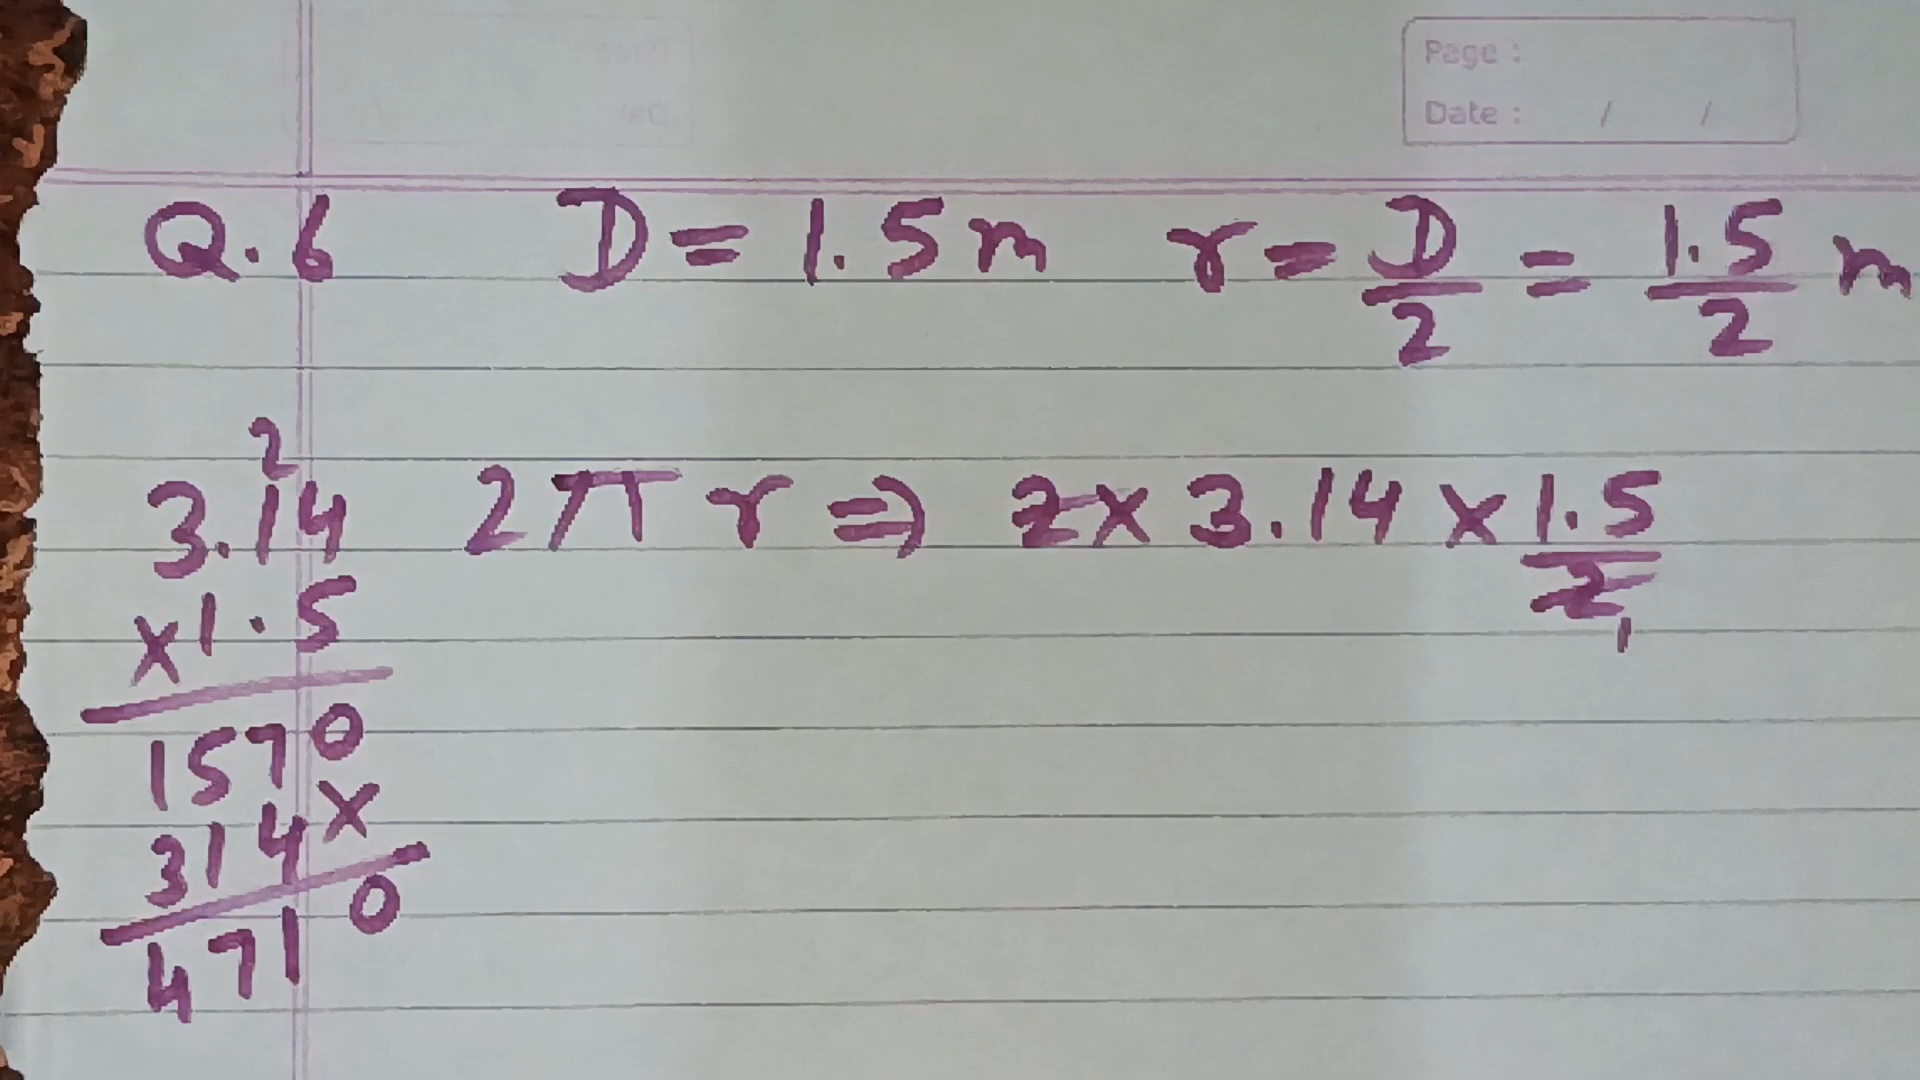 Page :
Date : / /
Q.6 D = 1.5 m r = D/2 = 1.5/2 m
2
3.14 2πr ⇒ 2 × 3.14 × 1.5/2
×1.5 1
1570
314×
4710